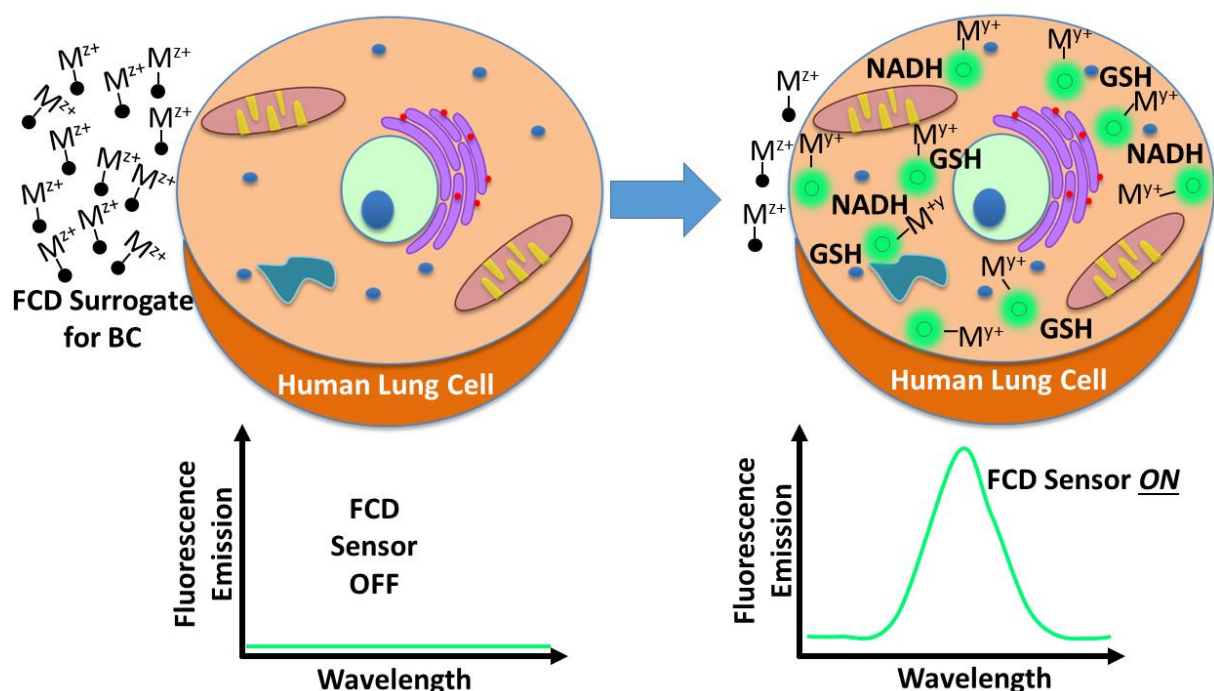 M^z+
M^z+
M^z+
M^z+
M^z+
M^z+
M^z+
M^z+
M^z+
M^z+
M^z+
M^z+
FCD Surrogate
for BC
Human Lung Cell
M^z+
M^z+
M^z+
M^y+
NADH
M^y+
GSH
M^y+
NADH
M^y+
M^y+
GSH
M^y+
NADH
M^+y
GSH
M^y+
GSH
M^y+
Human Lung Cell
Fluorescence
Emission
FCD
Sensor
OFF
Wavelength
Fluorescence
Emission
FCD Sensor ON
Wavelength